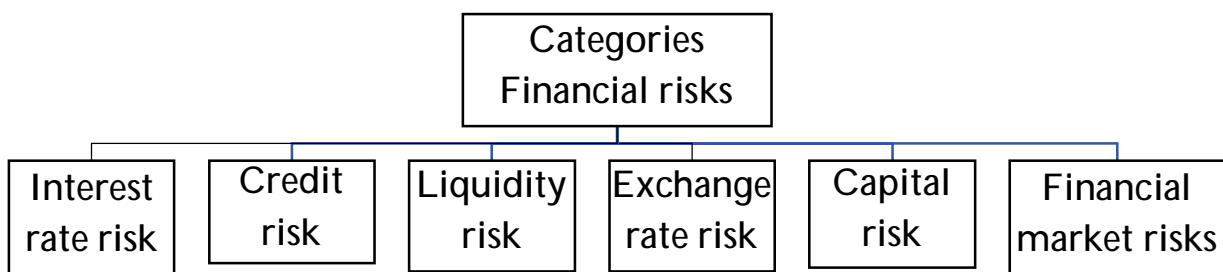 Categories
Financial risks
Interest
rate risk
Credit
risk
Liquidity
risk
Exchange
rate risk
Capital
risk
Financial
market risks